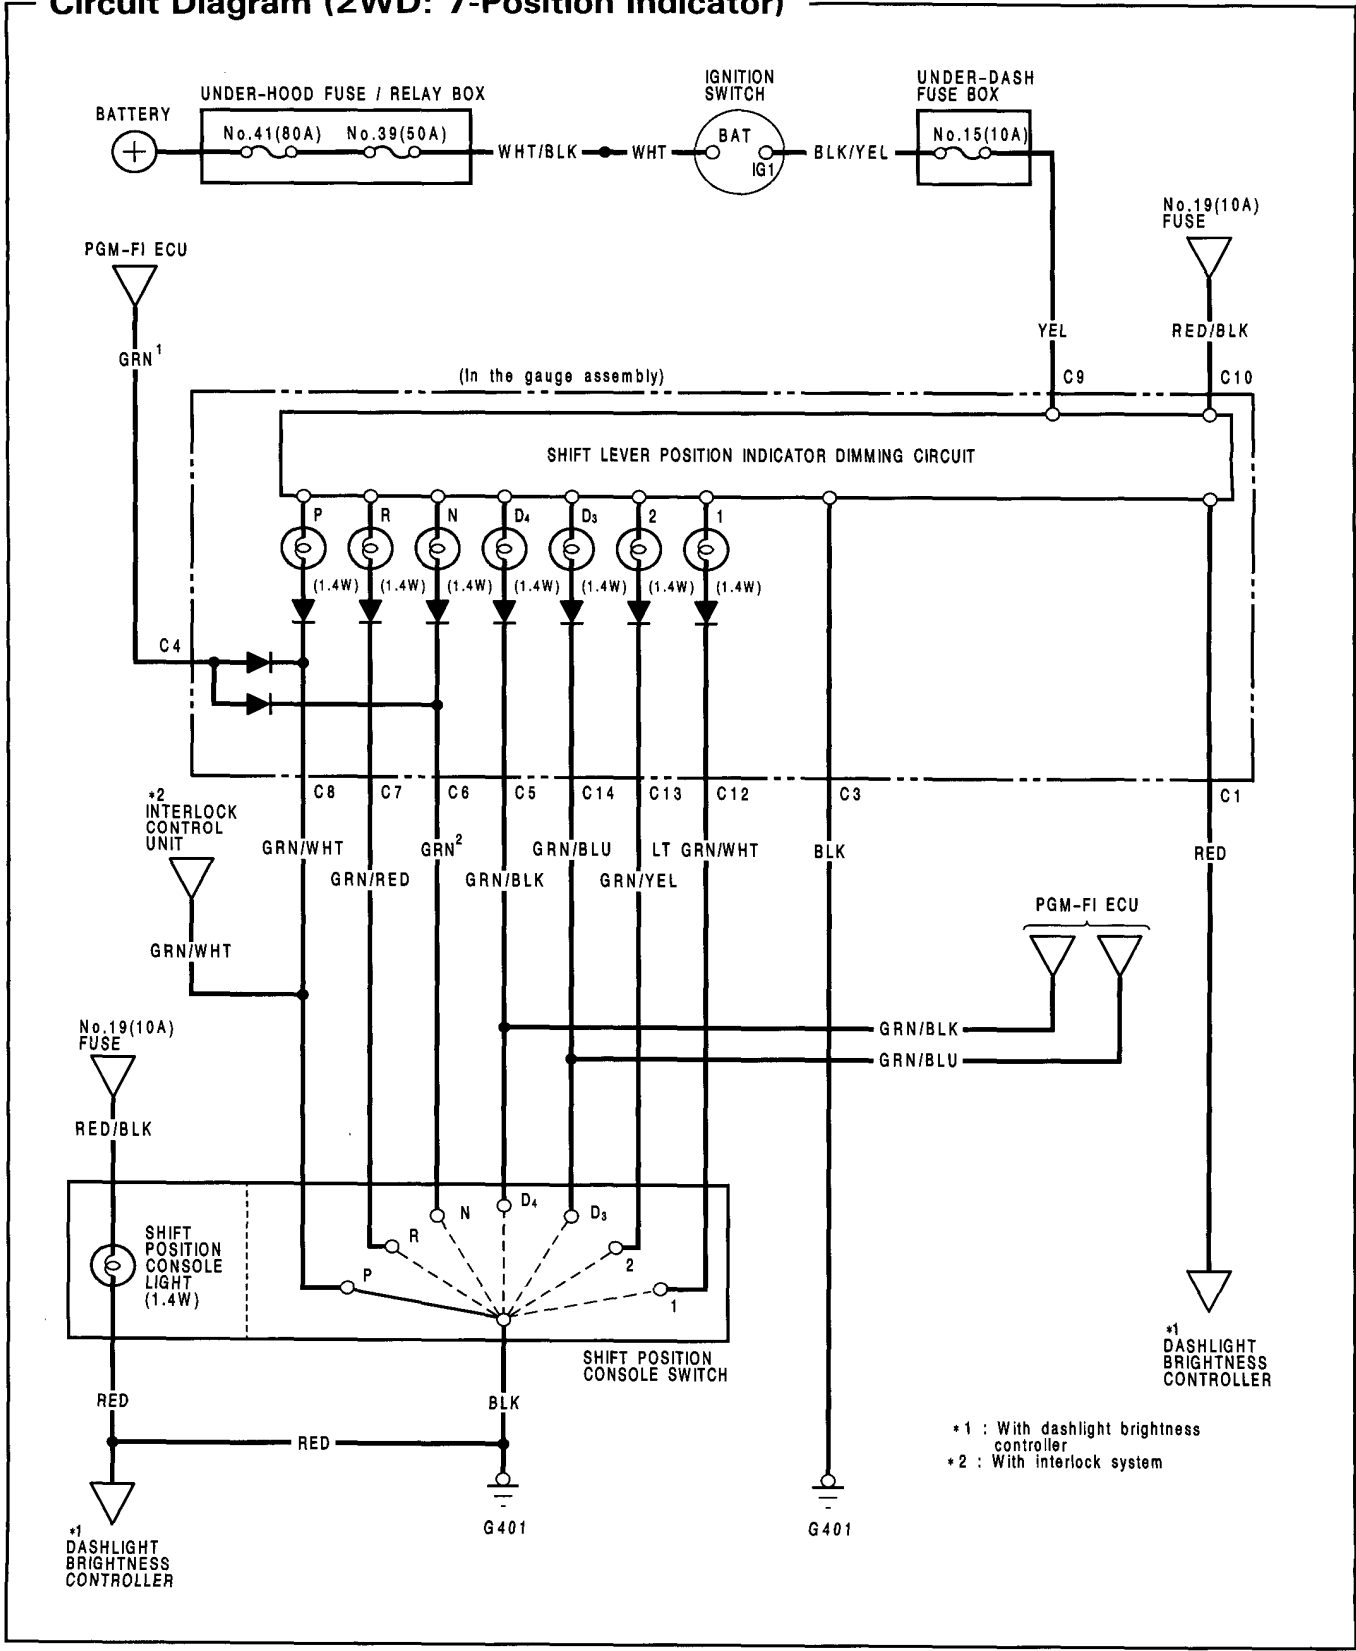 Circuit Diagram (2WD: 7-Position Indicator)
BATTERY
UNDER-HOOD FUSE / RELAY BOX
No.41(80A)
No.39(50A)
WHT/BLK
WHT
IGNITION
SWITCH
BAT
IG1
BLK/YEL
UNDER-DASH
FUSE BOX
No.15(10A)
No.19(10A)
FUSE
PGM-FI ECU
GRN1
YEL
RED/BLK
(In the gauge assembly)
C9
C10
SHIFT LEVER POSITION INDICATOR DIMMING CIRCUIT
P
R
N
D4
D3
2
1
(1.4W)
(1.4W)
(1.4W)
(1.4W)
(1.4W)
(1.4W)
(1.4W)
C4
C8
C7
C6
C5
C14
C13
C12
C3
C1
*2
INTERLOCK
CONTROL
UNIT
GRN/WHT
GRN2
GRN/BLU
LT GRN/WHT
BLK
RED
GRN/RED
GRN/BLK
GRN/YEL
PGM-FI ECU
GRN/WHT
No.19(10A)
FUSE
GRN/BLK
GRN/BLU
RED/BLK
SHIFT
POSITION
CONSOLE
LIGHT
(1.4W)
P
R
N
D4
D3
2
1
SHIFT POSITION
CONSOLE SWITCH
*1
DASHLIGHT
BRIGHTNESS
CONTROLLER
RED
BLK
RED
*1 : With dashlight brightness
controller
*2 : With interlock system
G401
G401
*1
DASHLIGHT
BRIGHTNESS
CONTROLLER